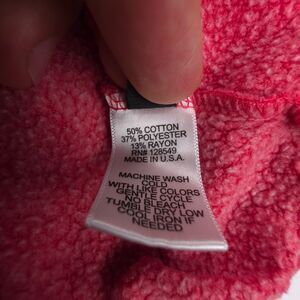 50% COTTON
37% POLYESTER
13% RAYON
RN# 128549
MADE IN U.S.A.
MACHINE WASH
COLD
WITH LIKE COLORS
GENTLE CYCLE
NO BLEACH
TUMBLE DRY LOW
COOL IRON IF
NEEDED